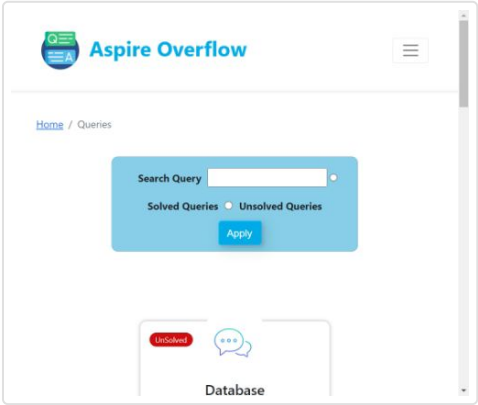 Q
A
Aspire Overflow
Home / Queries
Search Query
Solved Queries Unsolved Queries
Apply
UnSolved
Database